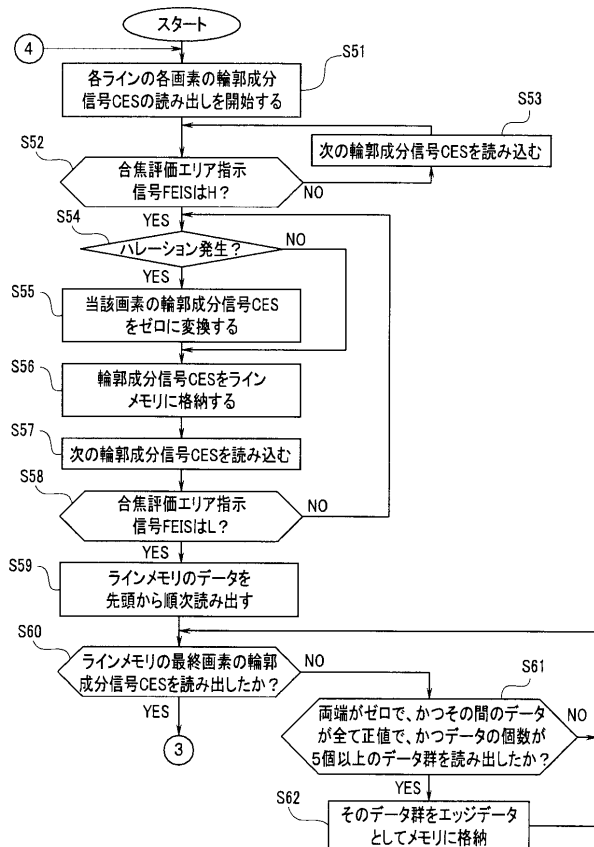 スタート
4
S51
各ラインの各画素の輪郭成分
信号CESの読み出しを開始する
S53
次の輪郭成分信号CESを読み込む
S52
合焦評価エリア指示
信号FEISはH?
NO
YES
S54
ハレーション発生?
NO
YES
S55
当該画素の輪郭成分信号CES
をゼロに変換する
S56
輪郭成分信号CESをライン
メモリに格納する
S57
次の輪郭成分信号CESを読み込む
S58
合焦評価エリア指示
信号FEISはL?
NO
YES
S59
ラインメモリのデータを
先頭から順次読み出す
S60
ラインメモリの最終画素の輪郭
成分信号CESを読み出したか?
NO
YES
3
S61
両端がゼロで、かつその間のデータ
が全て正値で、かつデータの個数が
5個以上のデータ群を読み出したか?
NO
YES
S62
そのデータ群をエッジデータ
としてメモリに格納